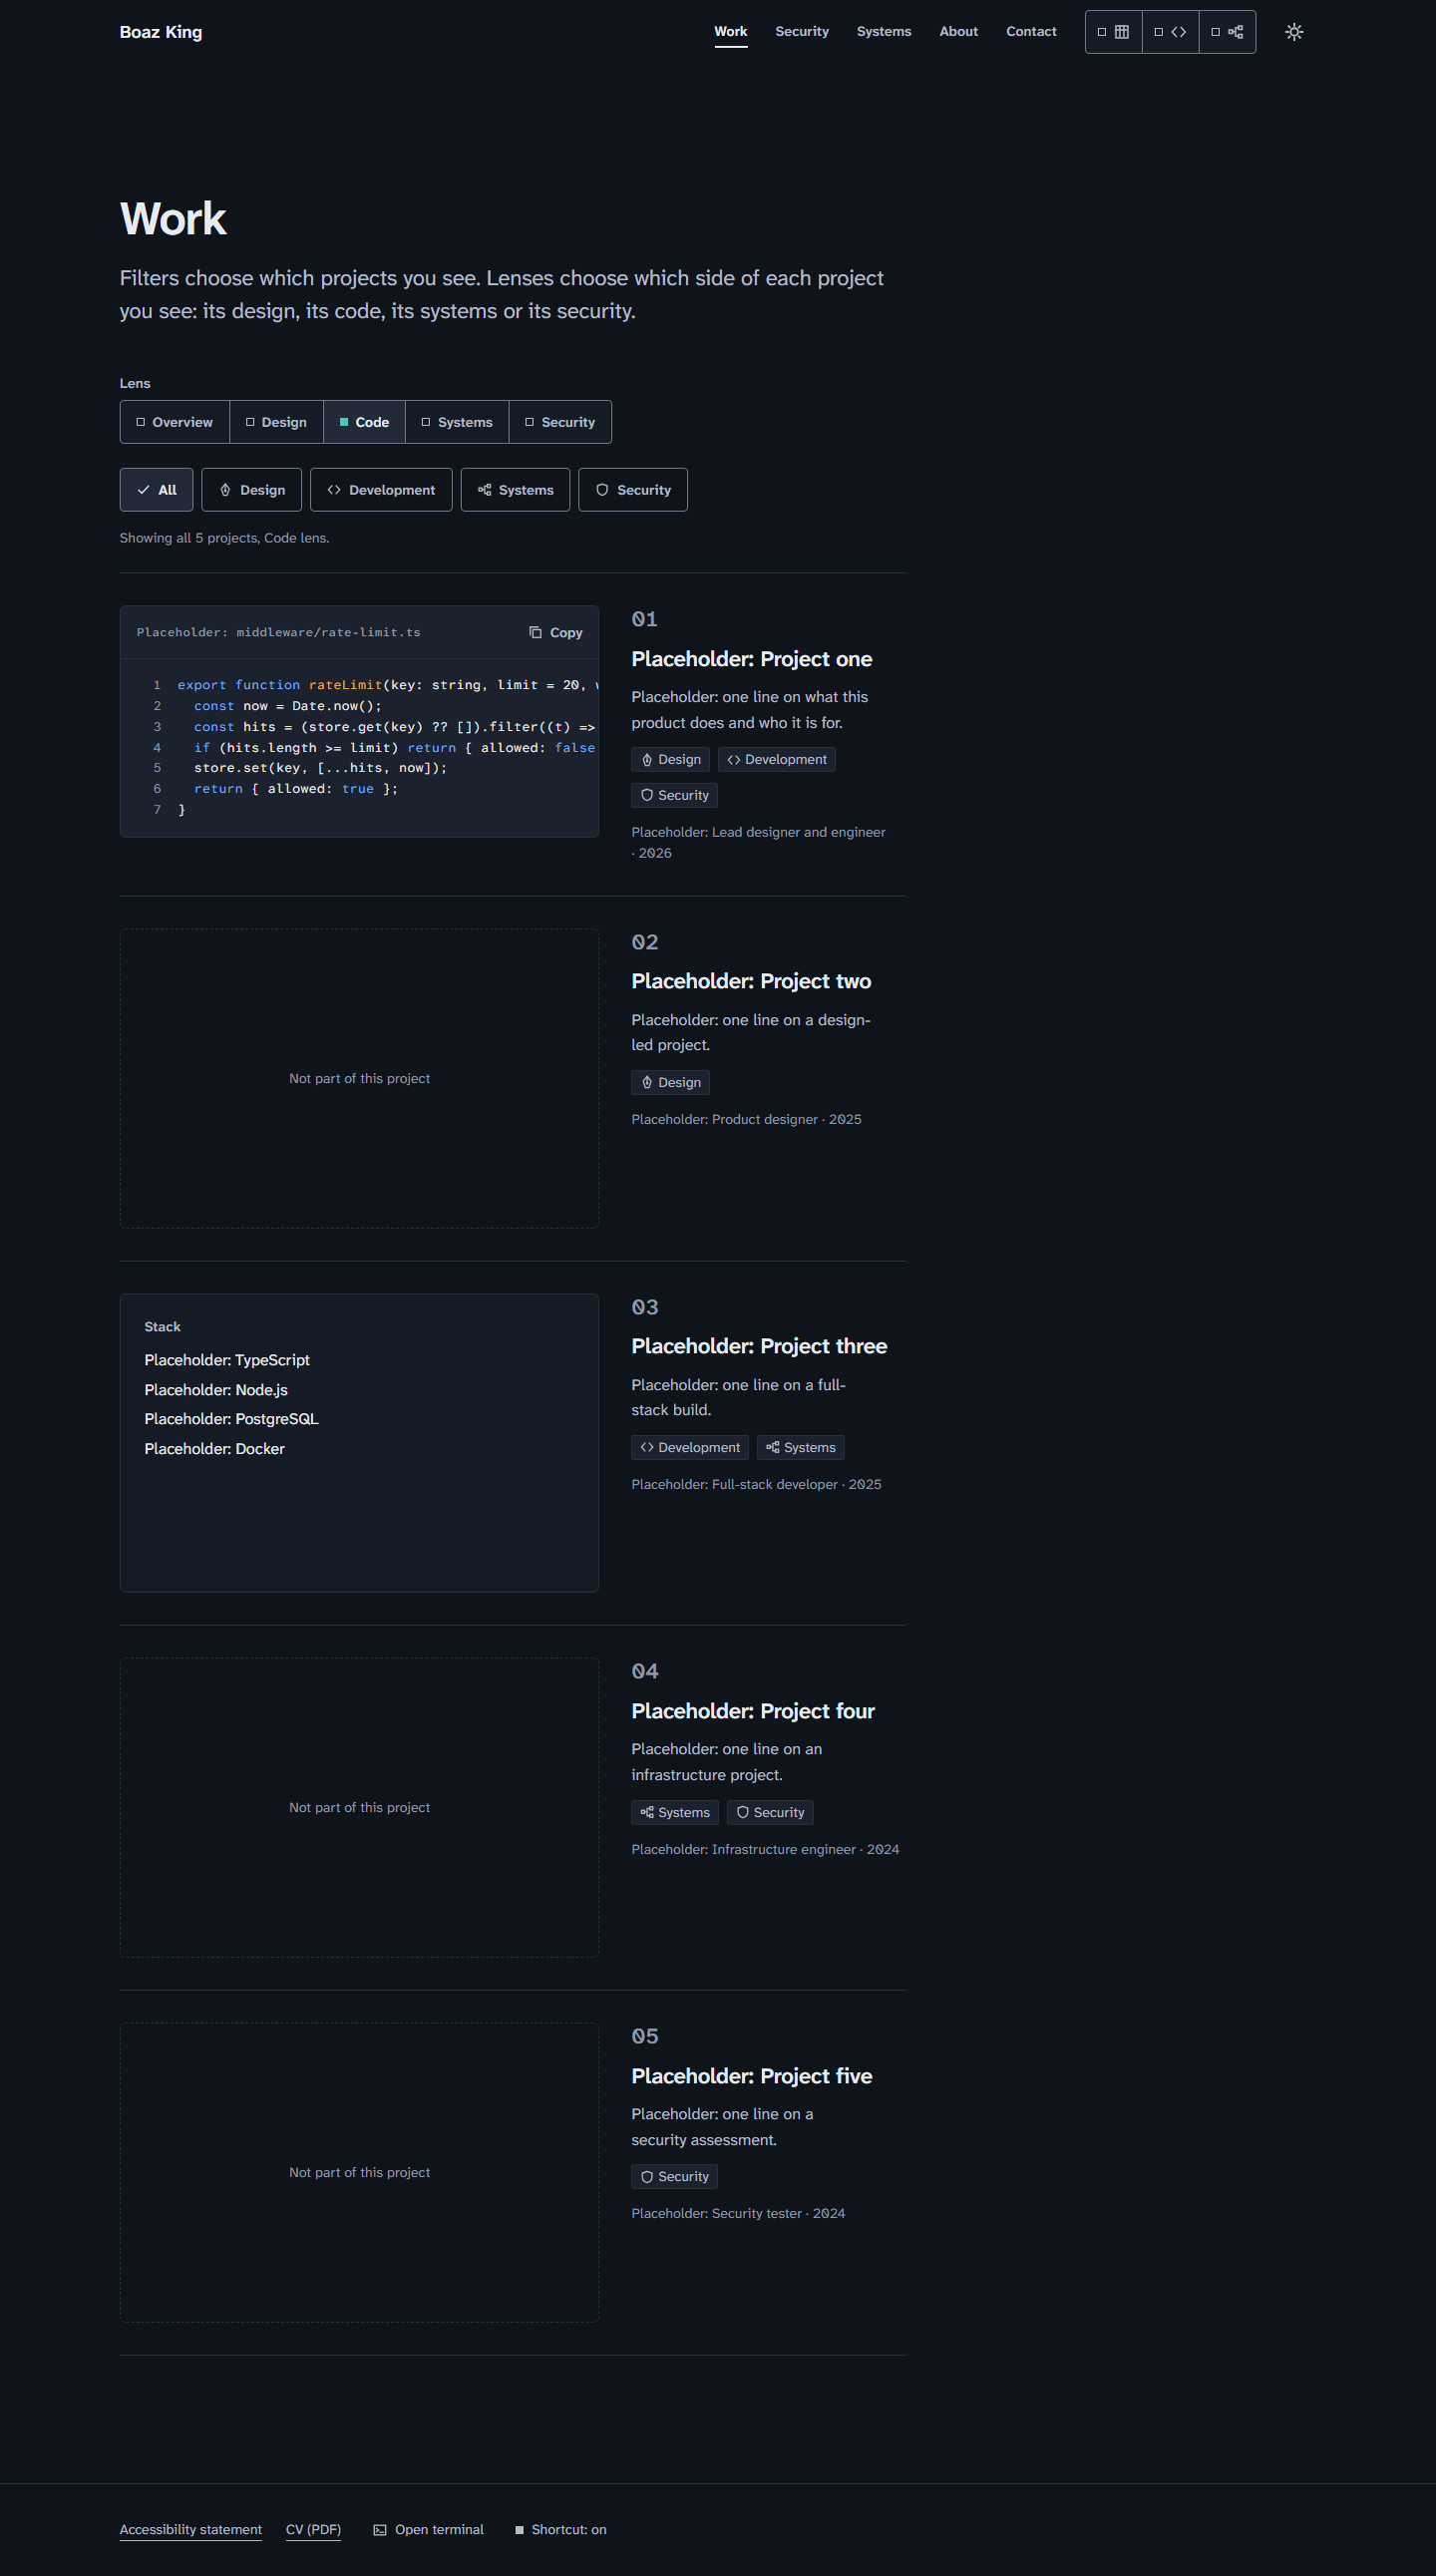 Boaz King
Work
Security
Systems
About
Contact
Work
Filters choose which projects you see. Lenses choose which side of each project
you see: its design, its code, its systems or its security.
Lens
Overview
Design
Code
Systems
Security
All
Design
Development
Systems
Security
Showing all 5 projects, Code lens.
Placeholder: middleware/rate-limit.ts
Copy
1 export function rateLimit(key: string, limit = 20,
2 const now = Date.now();
3 const hits = (store.get(key) ?? []).filter((t) =>
4 if (hits.length >= limit) return { allowed: false
5 store.set(key, [...hits, now]);
6 return { allowed: true };
7 }
01
Placeholder: Project one
Placeholder: one line on what this
product does and who it is for.
Design
Development
Security
Placeholder: Lead designer and engineer
· 2026
Not part of this project
02
Placeholder: Project two
Placeholder: one line on a design-
led project.
Design
Placeholder: Product designer · 2025
Stack
Placeholder: TypeScript
Placeholder: Node.js
Placeholder: PostgreSQL
Placeholder: Docker
03
Placeholder: Project three
Placeholder: one line on a full-
stack build.
Development
Systems
Placeholder: Full-stack developer · 2025
Not part of this project
04
Placeholder: Project four
Placeholder: one line on an
infrastructure project.
Systems
Security
Placeholder: Infrastructure engineer · 2024
Not part of this project
05
Placeholder: Project five
Placeholder: one line on a
security assessment.
Security
Placeholder: Security tester · 2024
Accessibility statement
CV (PDF)
Open terminal
Shortcut: on